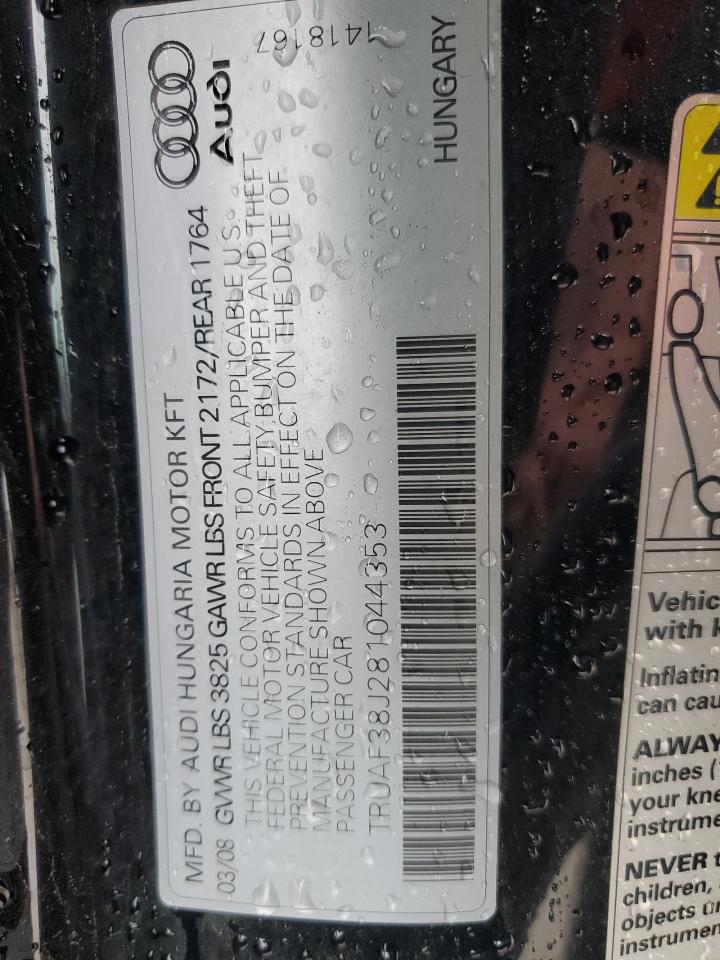 MFD. BY AUDI HUNGARIA MOTOR KFT
03/08 GVWR LBS 3825 GAWR LBS FRONT 2172/REAR 1764
THIS VEHICLE CONFORMS TO ALL APPLICABLE U.S.
FEDERAL MOTOR VEHICLE SAFETY, BUMPER AND THEFT
PREVENTION STANDARDS IN EFFECT ON THE DATE OF
MANUFACTURE SHOWN ABOVE
PASSENGER CAR
TRUAF38J281044353
Audi
1418167
HUNGARY
Vehic
with k
Inflatin
can cau
ALWAY
inches (
your kne
instrume
NEVER t
children,
objects or
instrumen